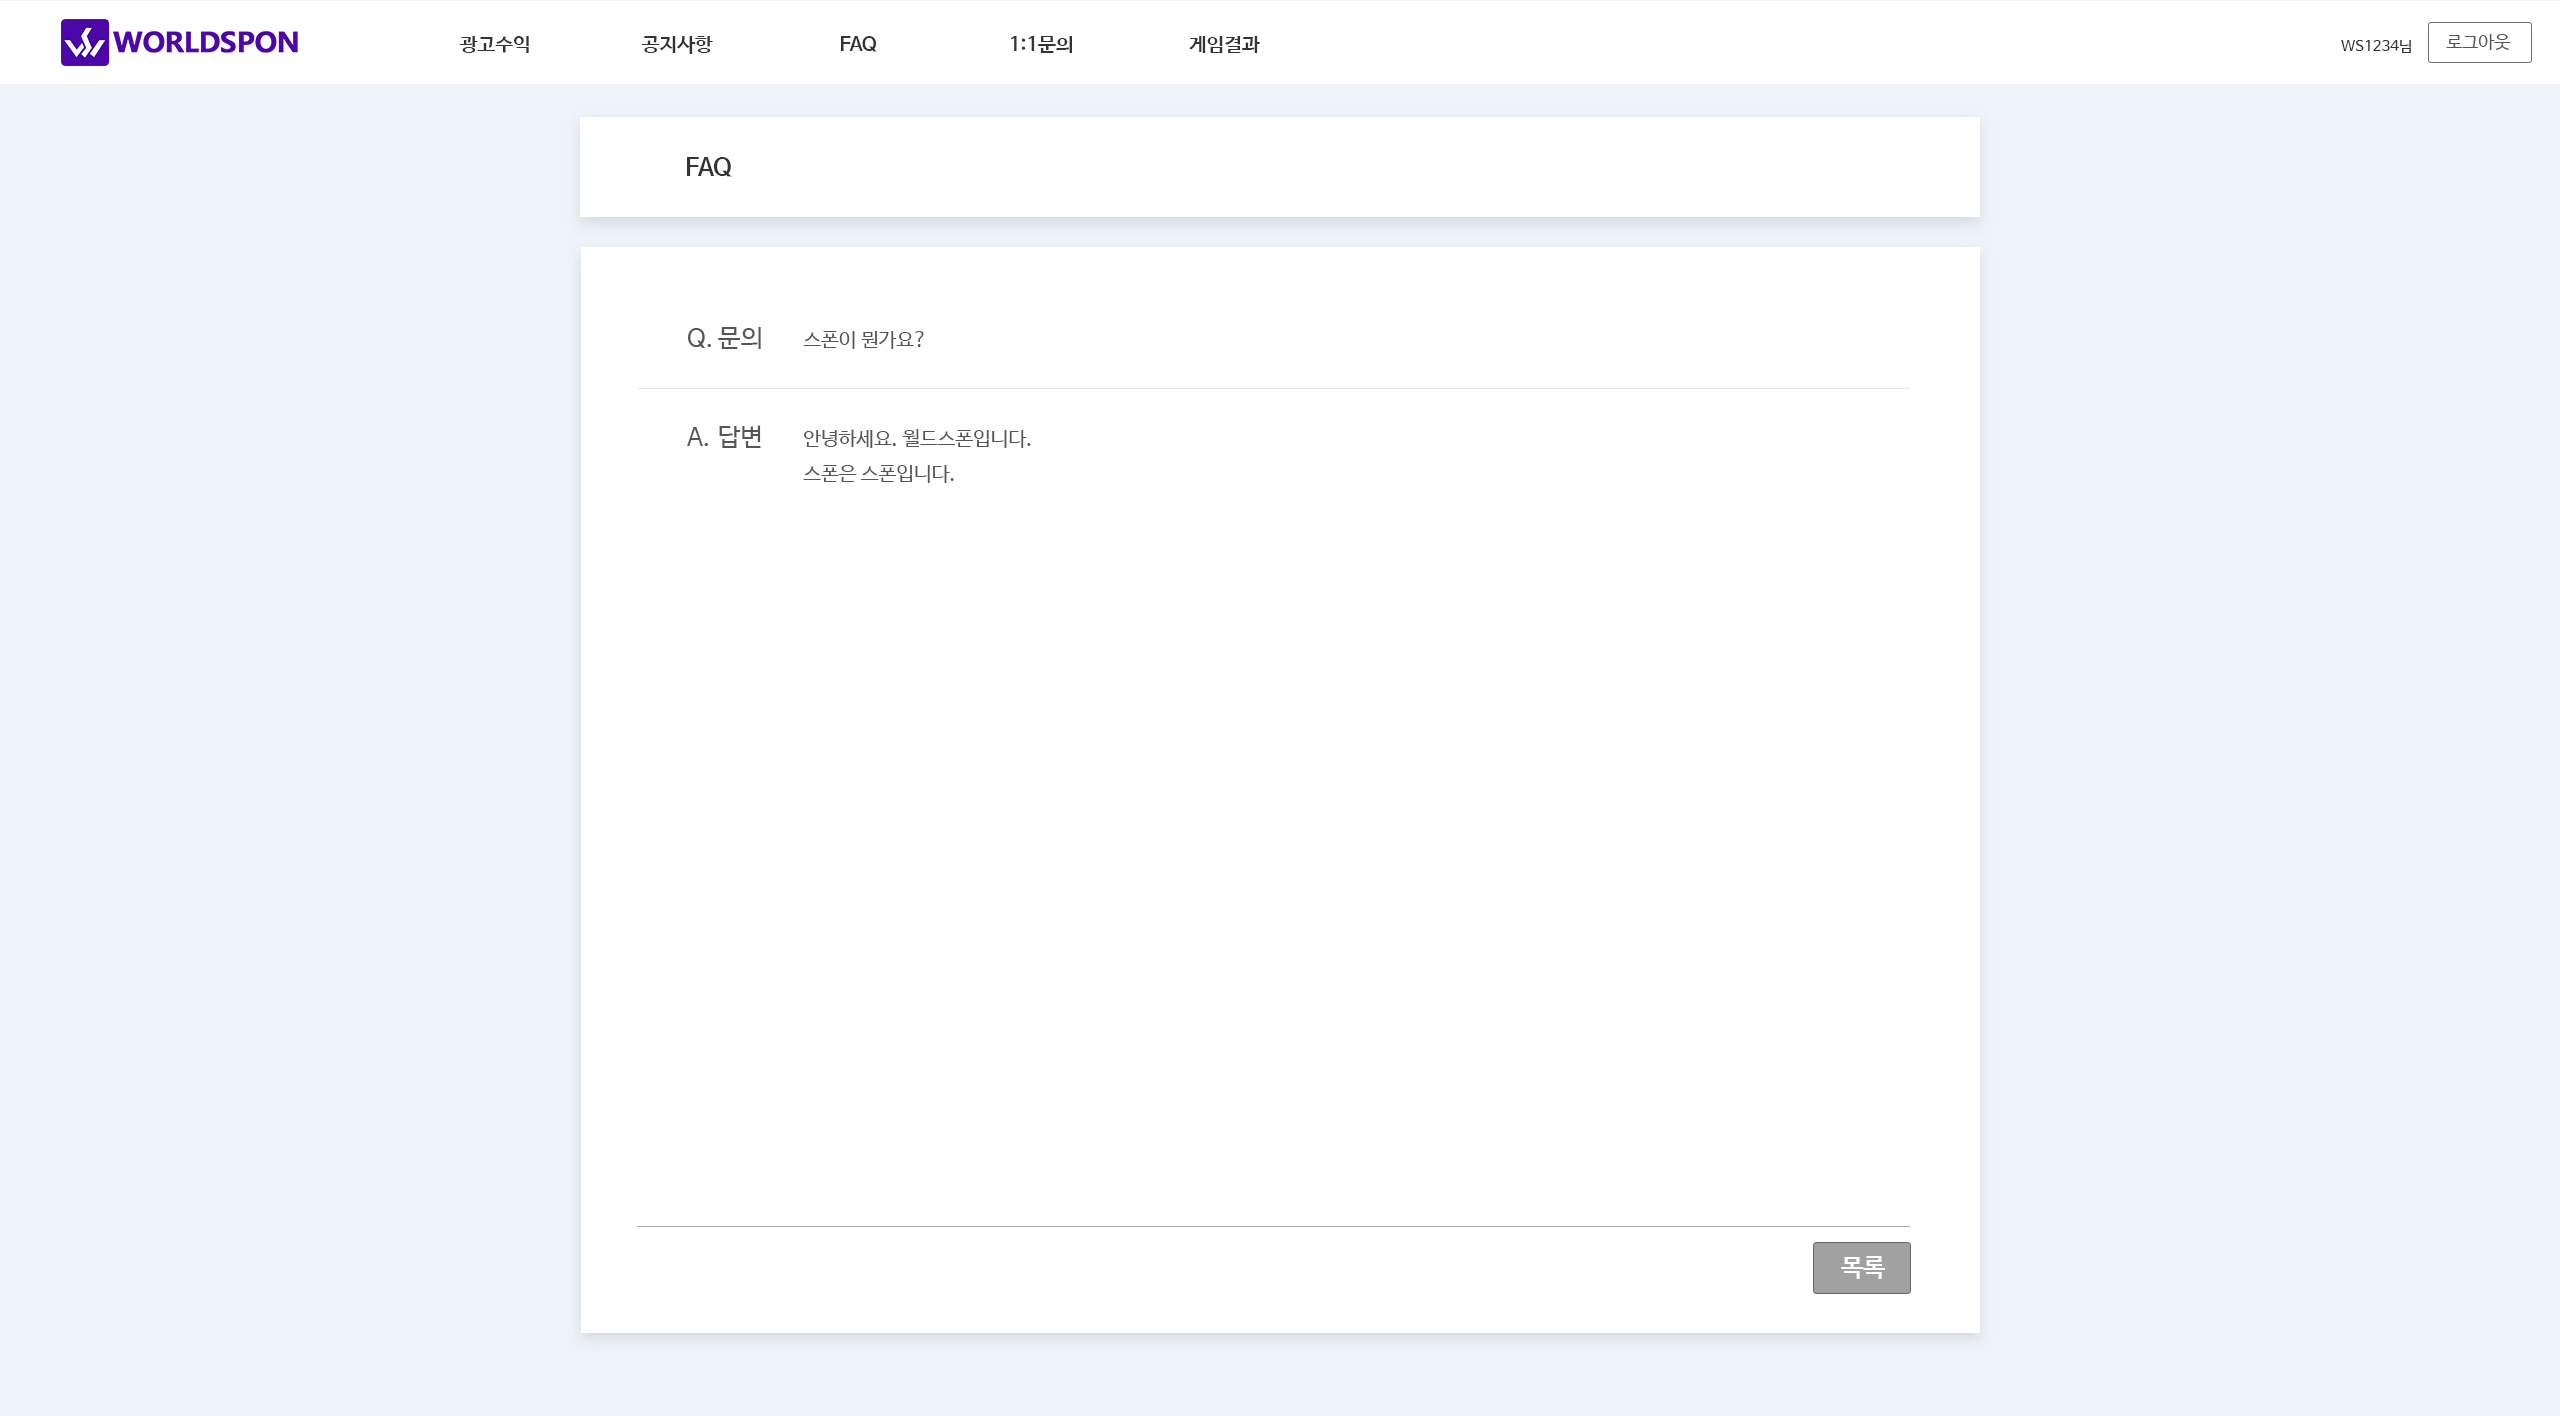 WORLDSPON
광고수익
공지사항
FAQ
1:1문의
게임결과
WS1234님
로그아웃
FAQ
Q. 문의
스폰이 뭔가요?
A. 답변
안녕하세요. 월드스폰입니다.
스폰은 스폰입니다.
목록